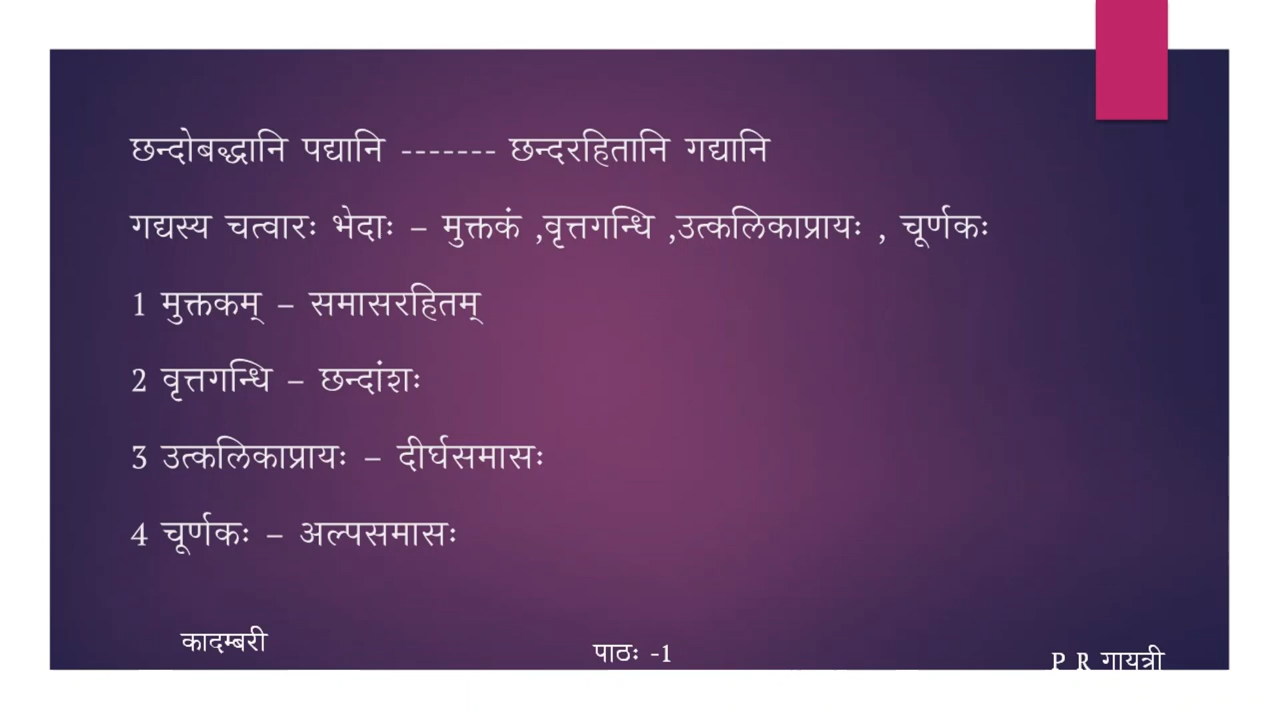 छन्दोबद्धानि पद्यानि ------- छन्दरहितानि गद्यानि
गद्यस्य चत्वारः भेदाः – मुक्तकं ,वृत्तगन्धि ,उत्कलिकाप्रायः , चूर्णकः
1 मुक्तकम् – समासरहितम्
2 वृत्तगन्धि – छन्दांशः
3 उत्कलिकाप्रायः – दीर्घसमासः
4 चूर्णकः – अल्पसमासः
कादम्बरी
पाठः -1
P R गायत्री